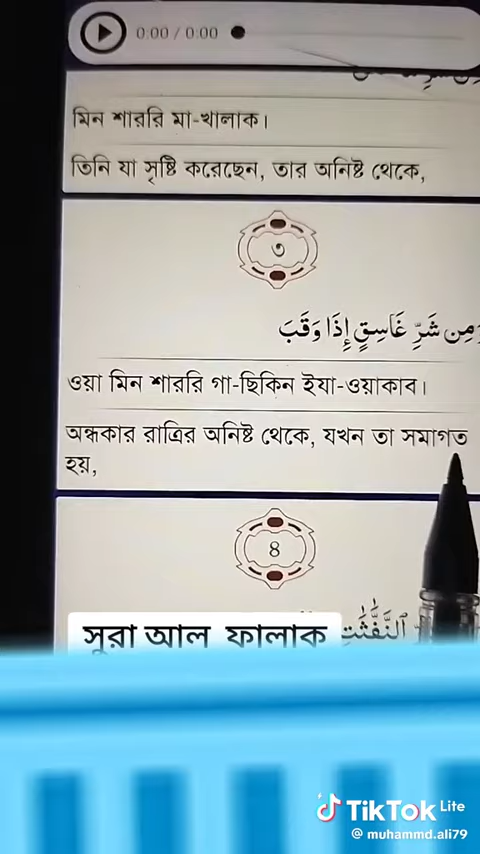 0:00 / 0:00
মিন শাররি মা-খালাক।
তিনি যা সৃষ্টি করেছেন, তার অনিষ্ট থেকে,
৩
وَمِن شَرِّ غَاسِقٍ إِذَا وَقَبَ
ওয়া মিন শাররি গা-ছিকিন ইযা-ওয়াকাব।
অন্ধকার রাত্রির অনিষ্ট থেকে, যখন তা সমাগত
হয়,
৪
النَّفَّٰثَٰتِ
সুরা আল ফালাক
TikTok Lite
@ muhammd.ali79